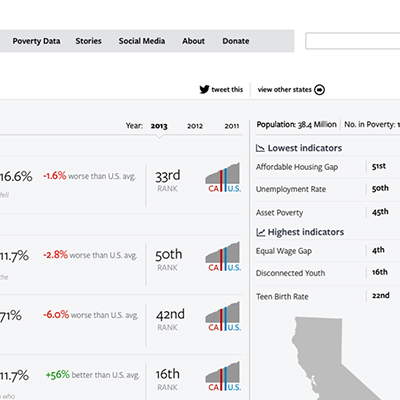 Poverty Data Stories Social Media About Donate
tweet this view other states
Year: 2013 2012 2011
16.6% -1.6% worse than U.S. avg. 33rd
RANK
CA U.S.
fell
11.7% -2.8% worse than U.S. avg. 50th
RANK
CA U.S.
the
71% -6.0% worse than U.S. avg. 42nd
RANK
CA U.S.
11.7% +56% better than U.S. avg. 16th
RANK
CA U.S.
who
Population: 38.4 Million No. in Poverty:
Lowest indicators
Affordable Housing Gap 51st
Unemployment Rate 50th
Asset Poverty 45th
Highest indicators
Equal Wage Gap 4th
Disconnected Youth 16th
Teen Birth Rate 22nd